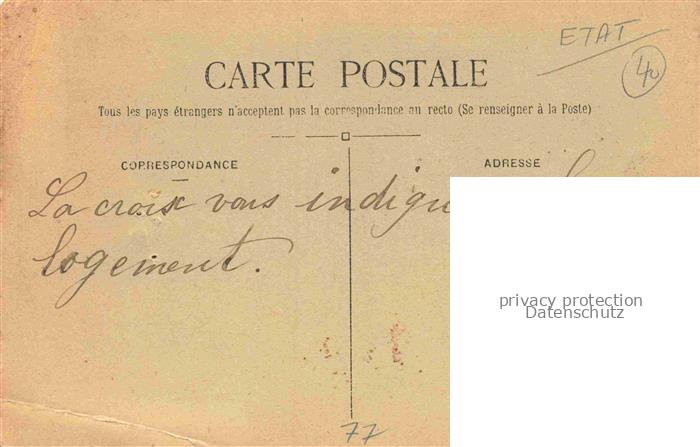 ETAT
40
CARTE POSTALE
Tous les pays étrangers n'acceptent pas la correspondance au recto (Se renseigner à la Poste)
CORRESPONDANCE
ADRESSE
La croix vous indique
logement.
privacy protection
Datenschutz
77